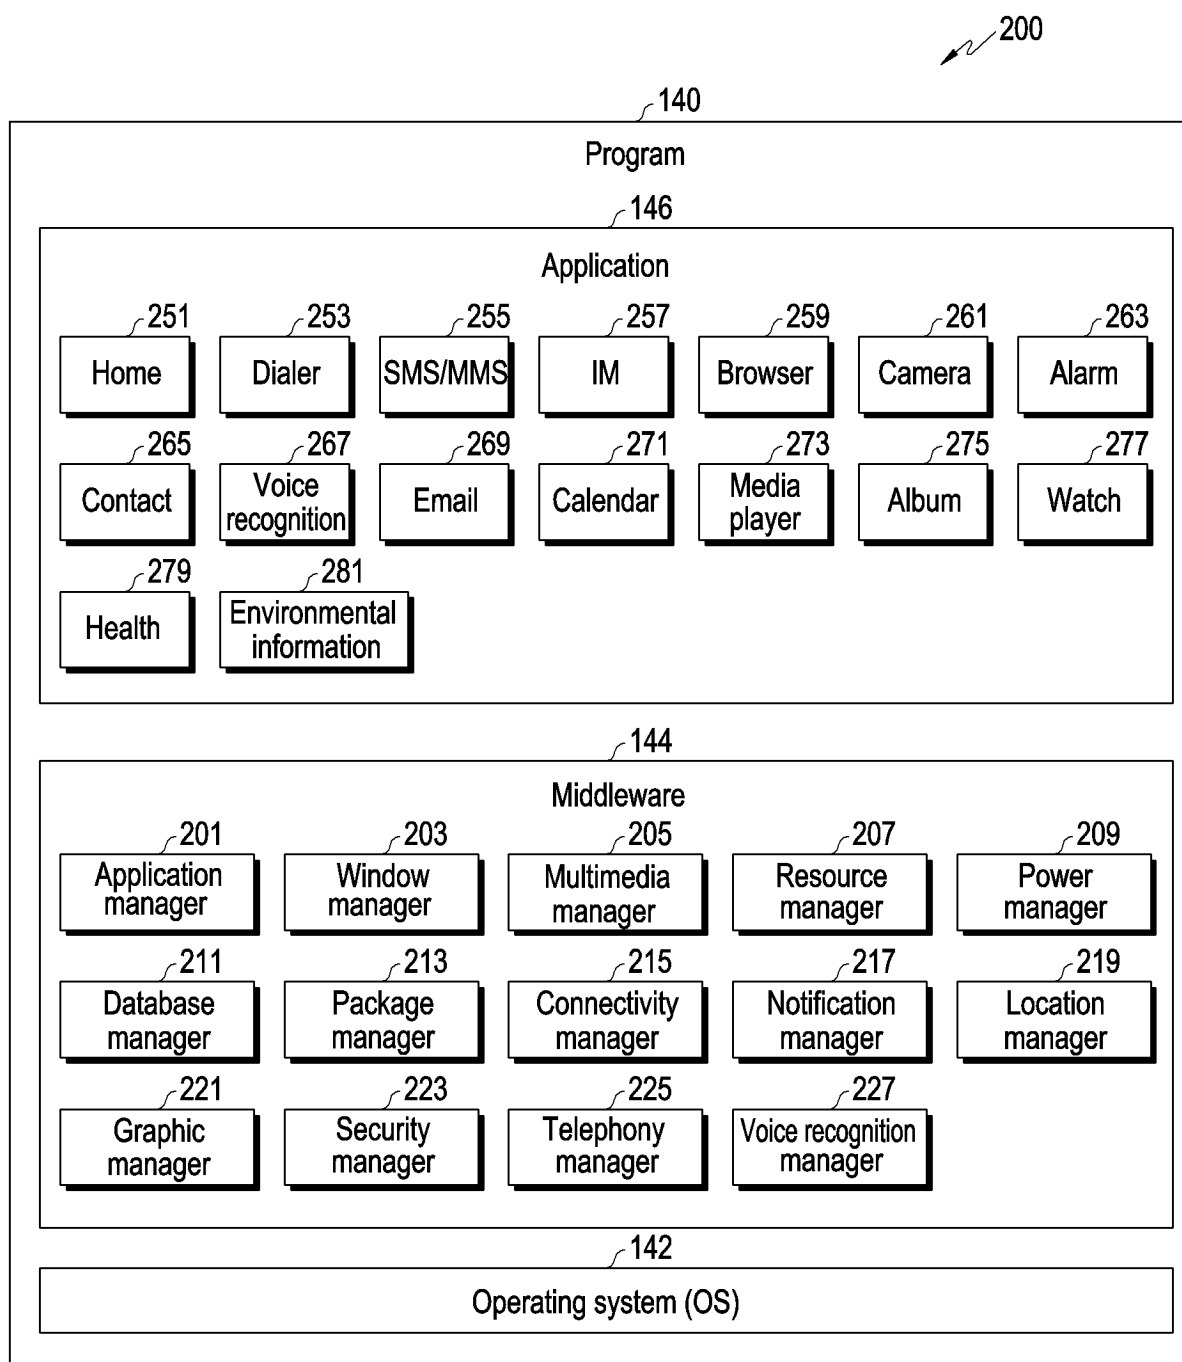 200
140
Program
146
Application
251 253 255 257 259 261 263
Home Dialer SMS/MMS IM Browser Camera Alarm
265 267 269 271 273 275 277
Contact
Voice
recognition
Email
Calendar
Media
player
Album
Watch
279 281
Health
Environmental
information
144
Middleware
201 203 205 207 209
Application
manager
Window
manager
Multimedia
manager
Resource
manager
Power
manager
211 213 215 217 219
Database
manager
Package
manager
Connectivity
manager
Notification
manager
Location
manager
221 223 225 227
Graphic
manager
Security
manager
Telephony
manager
Voice recognition
manager
142
Operating system (OS)